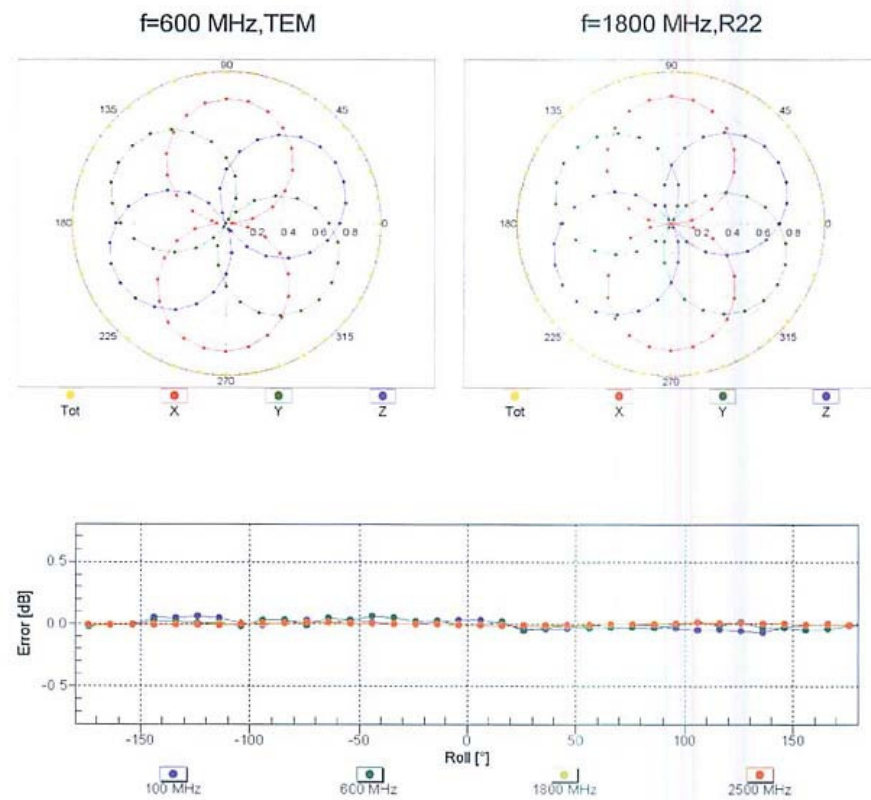 f=600 MHz,TEM
f=1800 MHz,R22
90
135
45
180
0.2 0.4 0.6 0.8
0
225
315
270
Tot X Y Z
90
135
45
180
0.2 0.4 0.6 0.8
0
225
315
270
Tot X Y Z
0.5
0.0
-0.5
Error [dB]
-150 -100 -50 0 50 100 150
Roll [°]
100 MHz 600 MHz 1800 MHz 2500 MHz